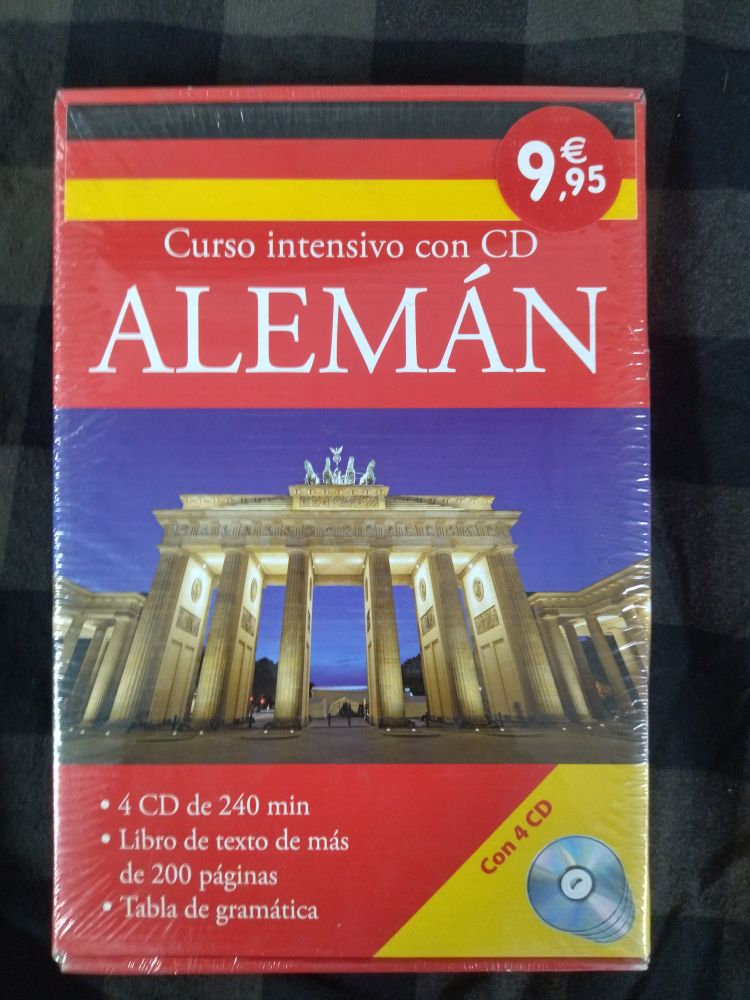 9,95 €
Curso intensivo con CD
ALEMÁN
• 4 CD de 240 min
• Libro de texto de más
de 200 páginas
• Tabla de gramática
Con 4 CD